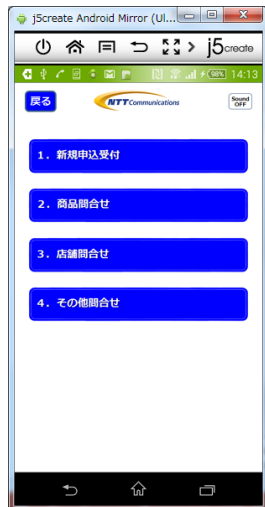 j5create Android Mirror (Ul...
j5create
98% 14:13
戻る
NTT Communications
Sound
OFF
1. 新規申込受付
2. 商品問合せ
3. 店舗問合せ
4. その他問合せ